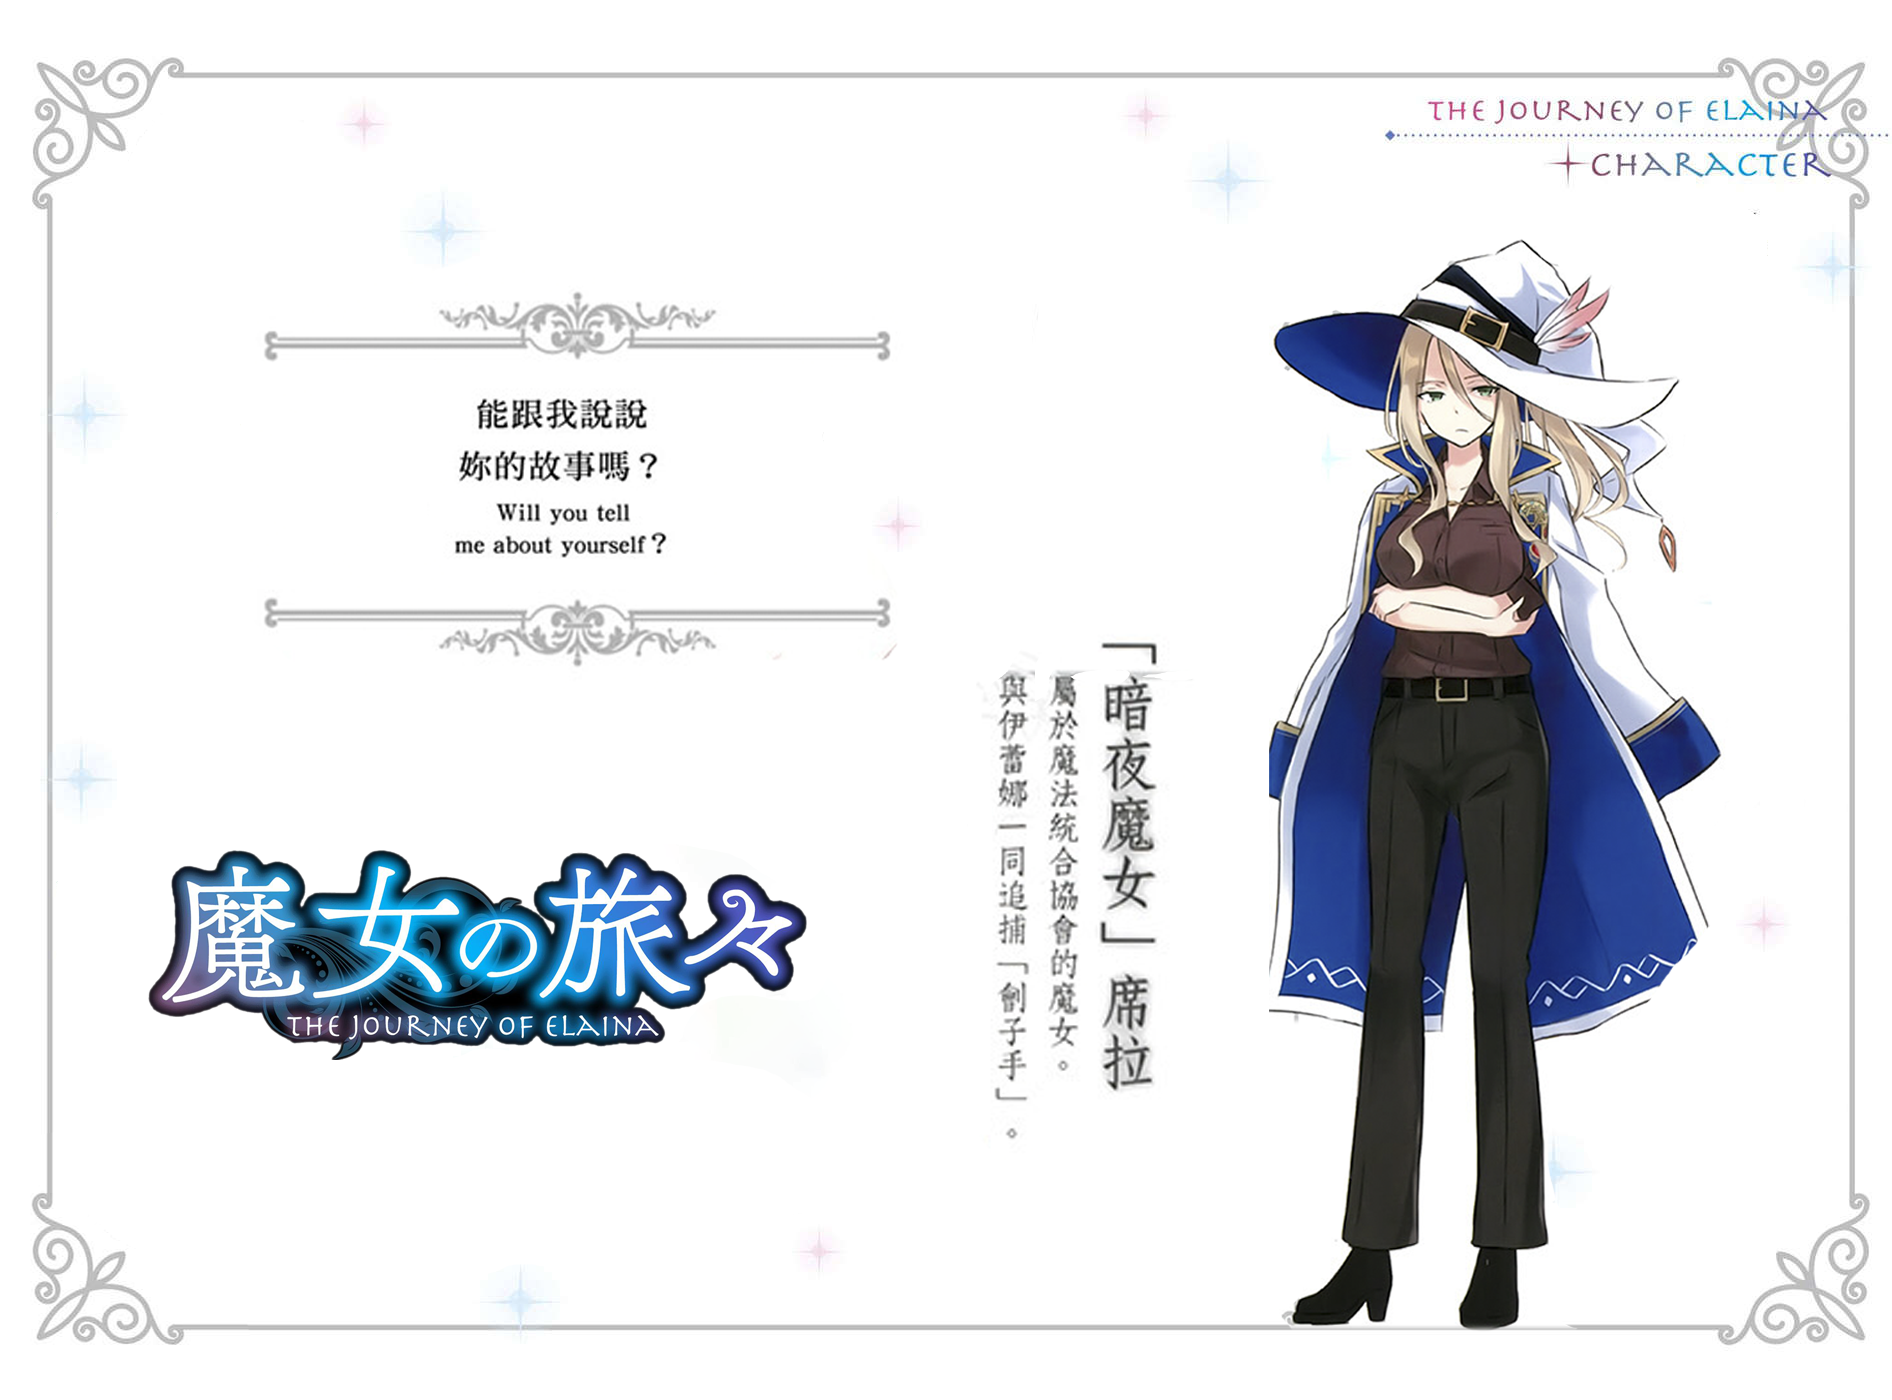 THE JOURNEY OF ELAINA
CHARACTER
能跟我說說
妳的故事嗎？
Will you tell
me about yourself？
「暗夜魔女」席拉
屬於魔法統合協會的魔女。
與伊蕾娜一同追捕「劊子手」。
魔女の旅々
THE JOURNEY OF ELAINA